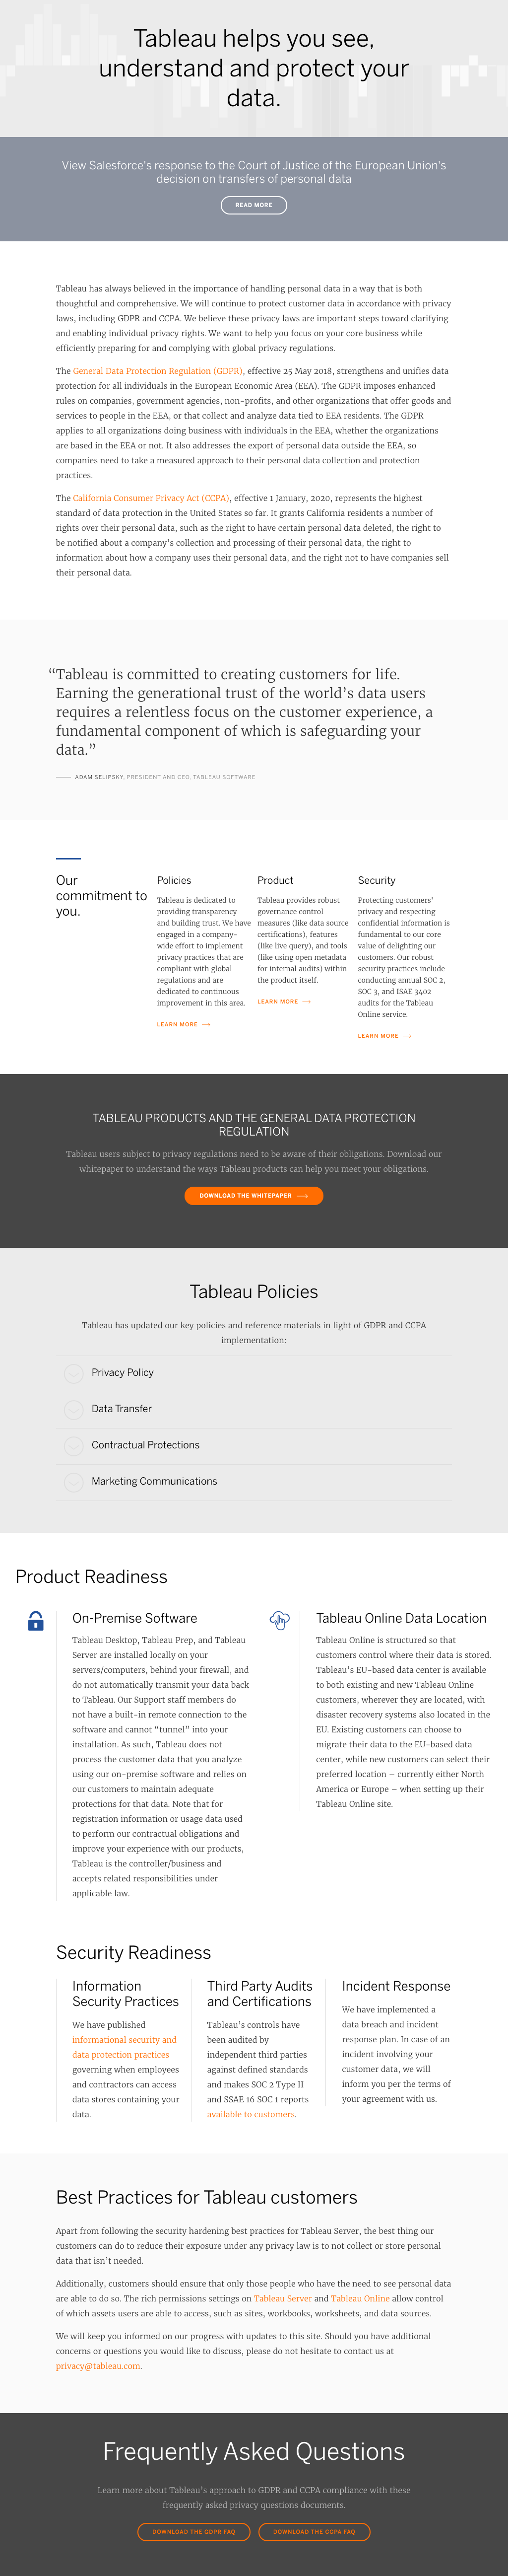 Tableau helps you see,
understand and protect your
data.
View Salesforce's response to the Court of Justice of the European Union's
decision on transfers of personal data
READ MORE
Tableau has always believed in the importance of handling personal data in a way that is both
thoughtful and comprehensive. We will continue to protect customer data in accordance with privacy
laws, including GDPR and CCPA. We believe these privacy laws are important steps toward clarifying
and enabling individual privacy rights. We want to help you focus on your core business while
efficiently preparing for and complying with global privacy regulations.
The General Data Protection Regulation (GDPR), effective 25 May 2018, strengthens and unifies data
protection for all individuals in the European Economic Area (EEA). The GDPR imposes enhanced
rules on companies, government agencies, non-profits, and other organizations that offer goods and
services to people in the EEA, or that collect and analyze data tied to EEA residents. The GDPR
applies to all organizations doing business with individuals in the EEA, whether the organizations
are based in the EEA or not. It also addresses the export of personal data outside the EEA, so
companies need to take a measured approach to their personal data collection and protection
practices.
The California Consumer Privacy Act (CCPA), effective 1 January, 2020, represents the highest
standard of data protection in the United States so far. It grants California residents a number of
rights over their personal data, such as the right to have certain personal data deleted, the right to
be notified about a company's collection and processing of their personal data, the right to
information about how a company uses their personal data, and the right not to have companies sell
their personal data.
“Tableau is committed to creating customers for life.
Earning the generational trust of the world’s data users
requires a relentless focus on the customer experience, a
fundamental component of which is safeguarding your
data.”
ADAM SELIPSKY, PRESIDENT AND CEO, TABLEAU SOFTWARE
Our
commitment to
you.
Policies
Tableau is dedicated to
providing transparency
and building trust. We have
engaged in a company-
wide effort to implement
privacy practices that are
compliant with global
regulations and are
dedicated to continuous
improvement in this area.
LEARN MORE
Product
Tableau provides robust
governance control
measures (like data source
certifications), features
(like live query), and tools
(like using open metadata
for internal audits) within
the product itself.
LEARN MORE
Security
Protecting customers'
privacy and respecting
confidential information is
fundamental to our core
value of delighting our
customers. Our robust
security practices include
conducting annual SOC 2,
SOC 3, and ISAE 3402
audits for the Tableau
Online service.
LEARN MORE
TABLEAU PRODUCTS AND THE GENERAL DATA PROTECTION
REGULATION
Tableau users subject to privacy regulations need to be aware of their obligations. Download our
whitepaper to understand the ways Tableau products can help you meet your obligations.
DOWNLOAD THE WHITEPAPER
Tableau Policies
Tableau has updated our key policies and reference materials in light of GDPR and CCPA
implementation:
Privacy Policy
Data Transfer
Contractual Protections
Marketing Communications
Product Readiness
On-Premise Software
Tableau Desktop, Tableau Prep, and Tableau
Server are installed locally on your
servers/computers, behind your firewall, and
do not automatically transmit your data back
to Tableau. Our Support staff members do
not have a built-in remote connection to the
software and cannot “tunnel” into your
installation. As such, Tableau does not
process the customer data that you analyze
using our on-premise software and relies on
our customers to maintain adequate
protections for that data. Note that for
registration information or usage data used
to perform our contractual obligations and
improve your experience with our products,
Tableau is the controller/business and
accepts related responsibilities under
applicable law.
Tableau Online Data Location
Tableau Online is structured so that
customers control where their data is stored.
Tableau's EU-based data center is available
to both existing and new Tableau Online
customers, wherever they are located, with
disaster recovery systems also located in the
EU. Existing customers can choose to
migrate their data to the EU-based data
center, while new customers can select their
preferred location – currently either North
America or Europe – when setting up their
Tableau Online site.
Security Readiness
Information
Security Practices
We have published
informational security and
data protection practices
governing when employees
and contractors can access
data stores containing your
data.
Third Party Audits
and Certifications
Tableau's controls have
been audited by
independent third parties
against defined standards
and makes SOC 2 Type II
and SSAE 16 SOC 1 reports
available to customers.
Incident Response
We have implemented a
data breach and incident
response plan. In case of an
incident involving your
customer data, we will
inform you per the terms of
your agreement with us.
Best Practices for Tableau customers
Apart from following the security hardening best practices for Tableau Server, the best thing our
customers can do to reduce their exposure under any privacy law is to not collect or store personal
data that isn’t needed.
Additionally, customers should ensure that only those people who have the need to see personal data
are able to do so. The rich permissions settings on Tableau Server and Tableau Online allow control
of which assets users are able to access, such as sites, workbooks, worksheets, and data sources.
We will keep you informed on our progress with updates to this site. Should you have additional
concerns or questions you would like to discuss, please do not hesitate to contact us at
privacy@tableau.com.
Frequently Asked Questions
Learn more about Tableau’s approach to GDPR and CCPA compliance with these
frequently asked privacy questions documents.
DOWNLOAD THE GDPR FAQ
DOWNLOAD THE CCPA FAQ